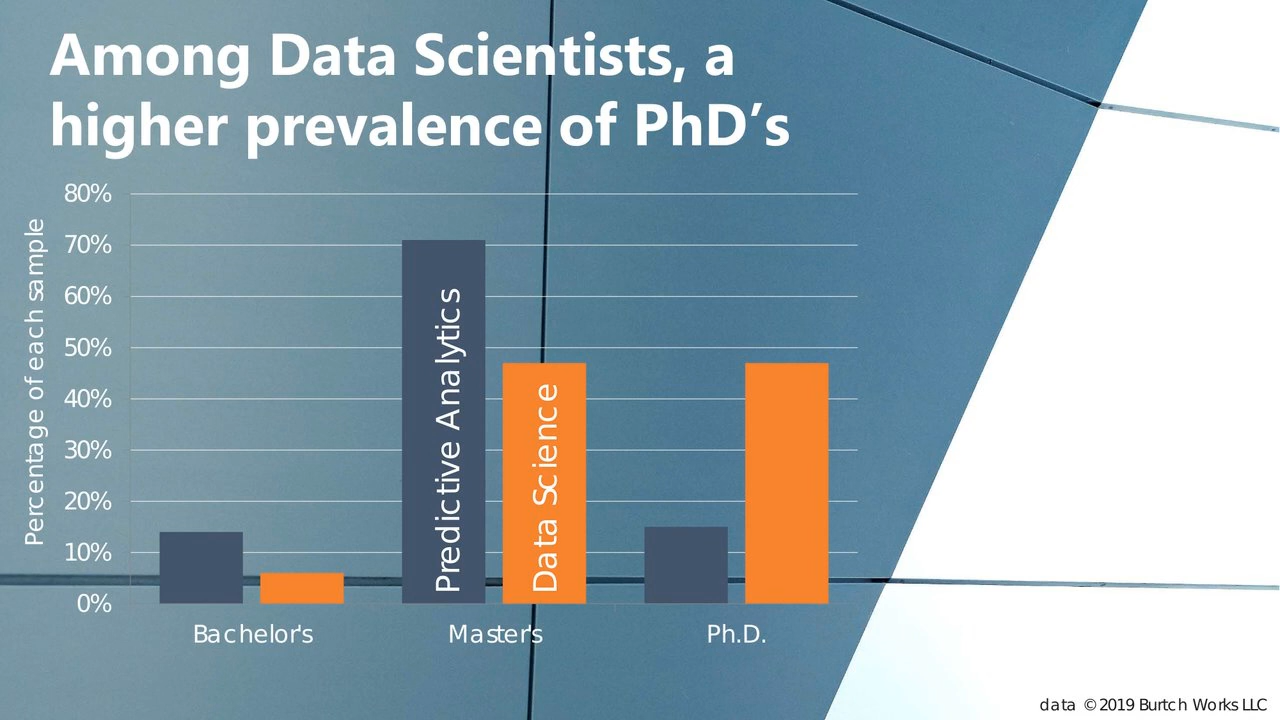 Among Data Scientists, a
higher prevalence of PhD’s
Percentage of each sample
80%
70%
60%
50%
40%
30%
20%
10%
0%
Predictive Analytics
Data Science
Bachelor's
Master's
Ph.D.
data © 2019 Burtch Works LLC